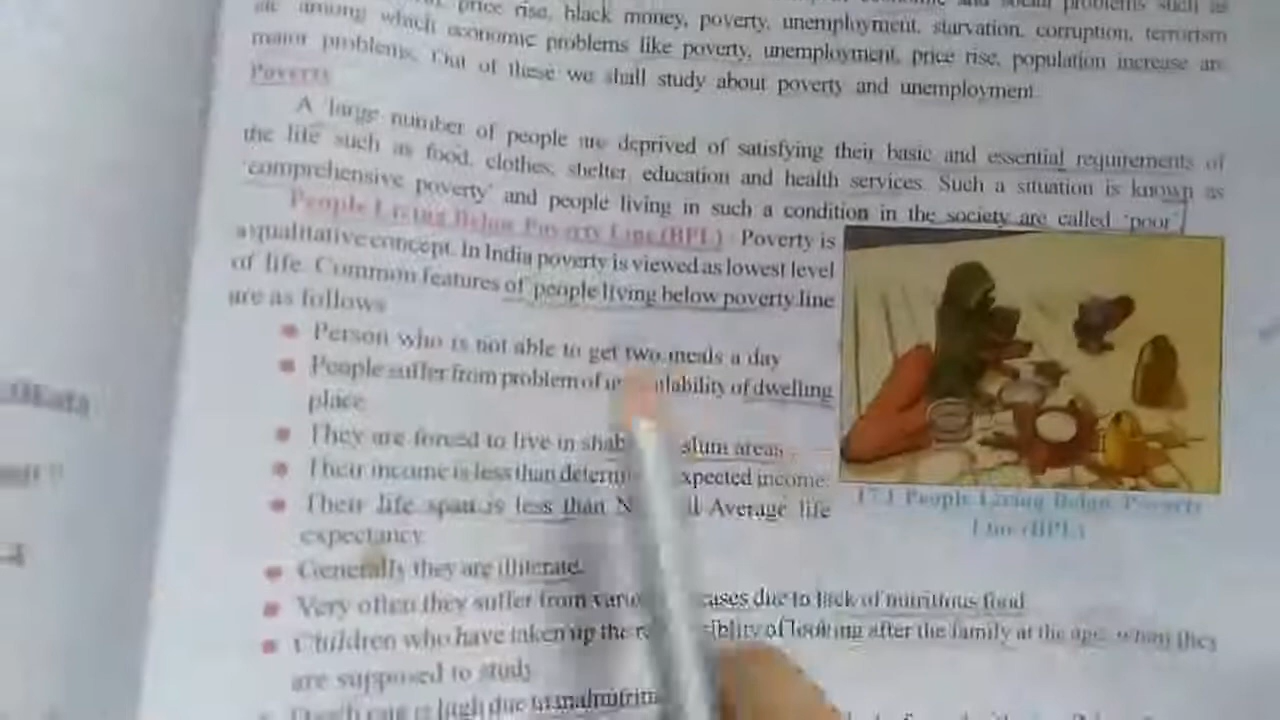 economic and social problems such as
price rise, black money, poverty, unemployment, starvation, corruption, terrorism
among which economic problems like poverty, unemployment, price rise, population increase are
major problems. Out of these we shall study about poverty and unemployment.
Poverty
A large number of people are deprived of satisfying their basic and essential requirements of
the life such as food, clothes, shelter, education and health services. Such a situation is known as
'comprehensive poverty' and people living in such a condition in the society are called 'poor'.
People Living Below Poverty Line (BPL) : Poverty is
a qualitative concept. In India poverty is viewed as lowest level
of life. Common features of people living below poverty line
are as follows
Person who is not able to get two meals a day
People suffer from problem of dwelling
place
They are forced to live in slum areas
Their income is less than expected income.
Their life span is less than Average life
expectancy
Generally they are illiterate.
Very often they suffer from due to lack of nutritious food
Children who have taken up the of looking after the family at the age when they
are supposed to study
Death rate is high due to
17.1 People Living Below Poverty
Line (BPL)